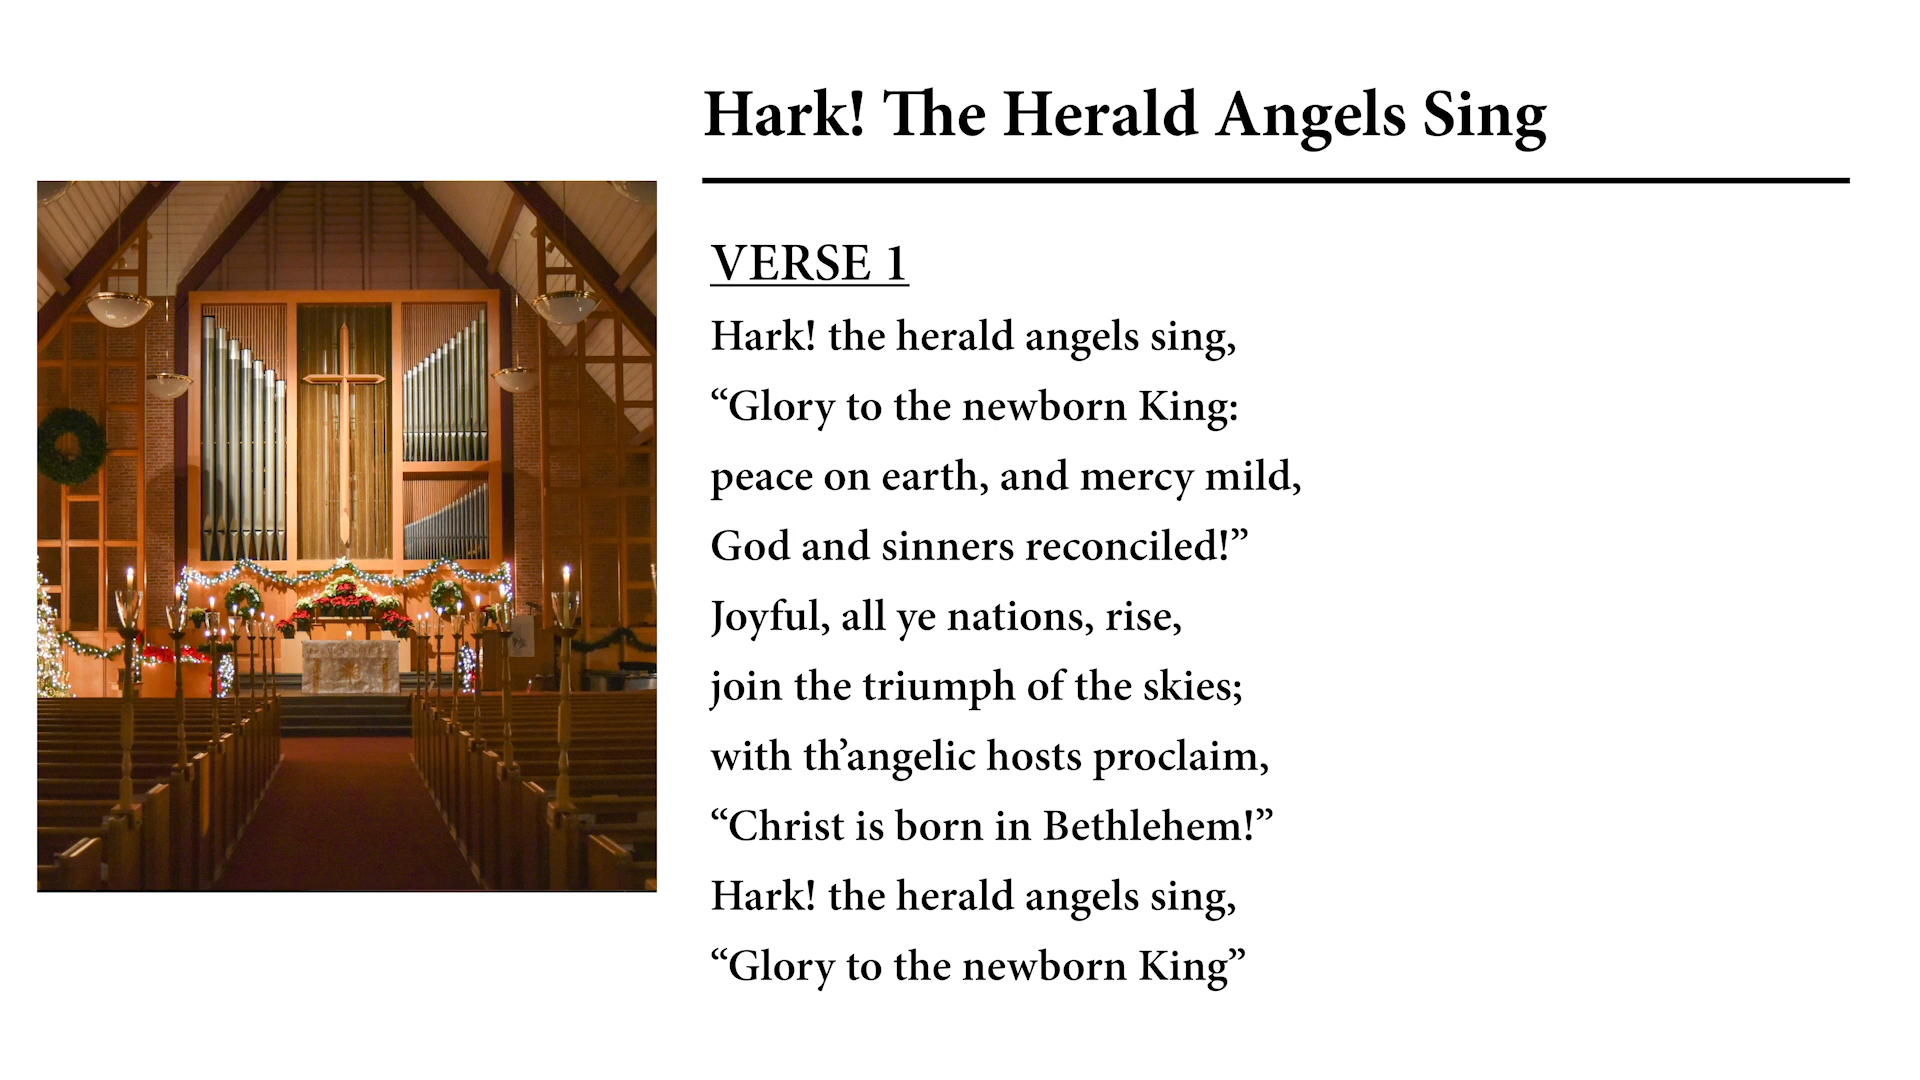 Hark! The Herald Angels Sing
VERSE 1
Hark! the herald angels sing,
“Glory to the newborn King:
peace on earth, and mercy mild,
God and sinners reconciled!”
Joyful, all ye nations, rise,
join the triumph of the skies;
with th’angelic hosts proclaim,
“Christ is born in Bethlehem!”
Hark! the herald angels sing,
“Glory to the newborn King”